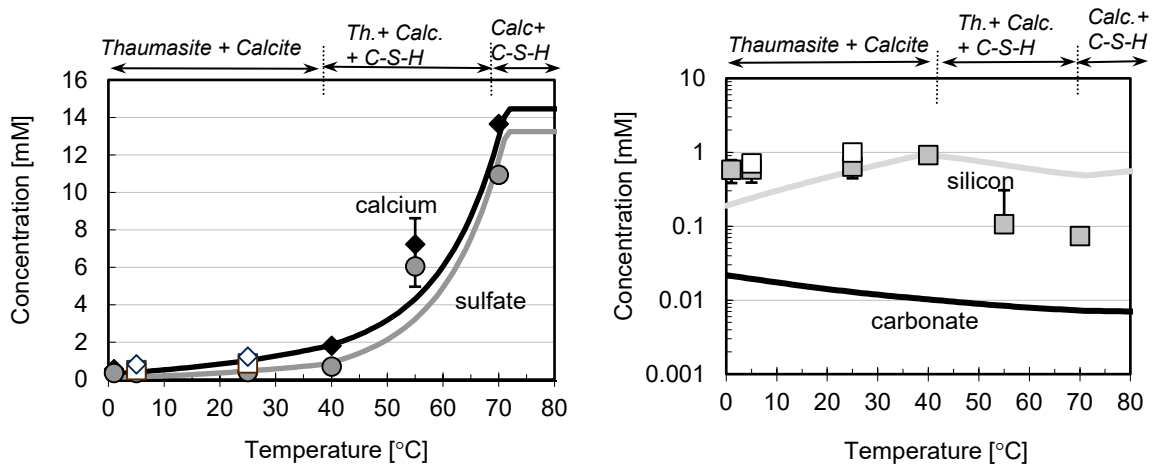 Thaumasite + Calcite
Th.+ Calc.
+ C-S-H
Calc+
C-S-H
16
14
12
10
8
6
4
2
0
Concentration [mM]
calcium
sulfate
0 10 20 30 40 50 60 70 80
Temperature [°C]
Thaumasite + Calcite
Th.+ Calc.
+ C-S-H
Calc.+
C-S-H
10
1
0.1
0.01
0.001
Concentration [mM]
silicon
carbonate
0 10 20 30 40 50 60 70 80
Temperature [°C]